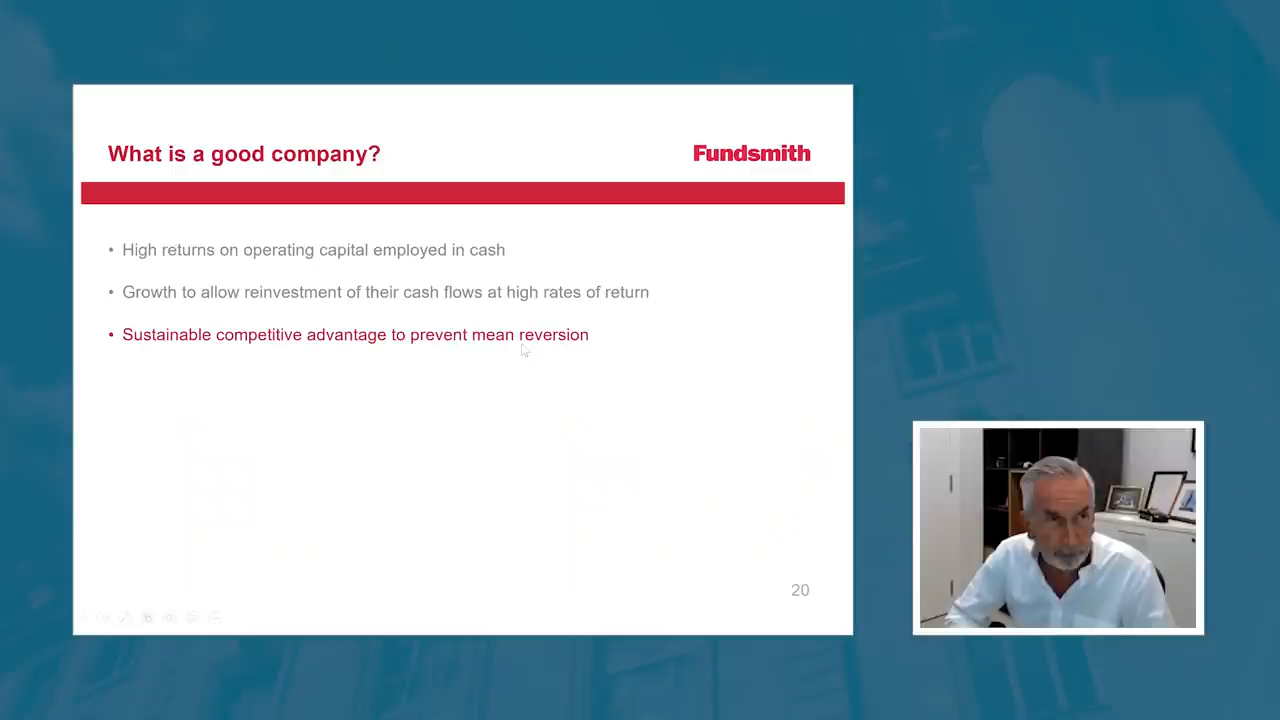 What is a good company?
Fundsmith
• High returns on operating capital employed in cash
• Growth to allow reinvestment of their cash flows at high rates of return
• Sustainable competitive advantage to prevent mean reversion
20